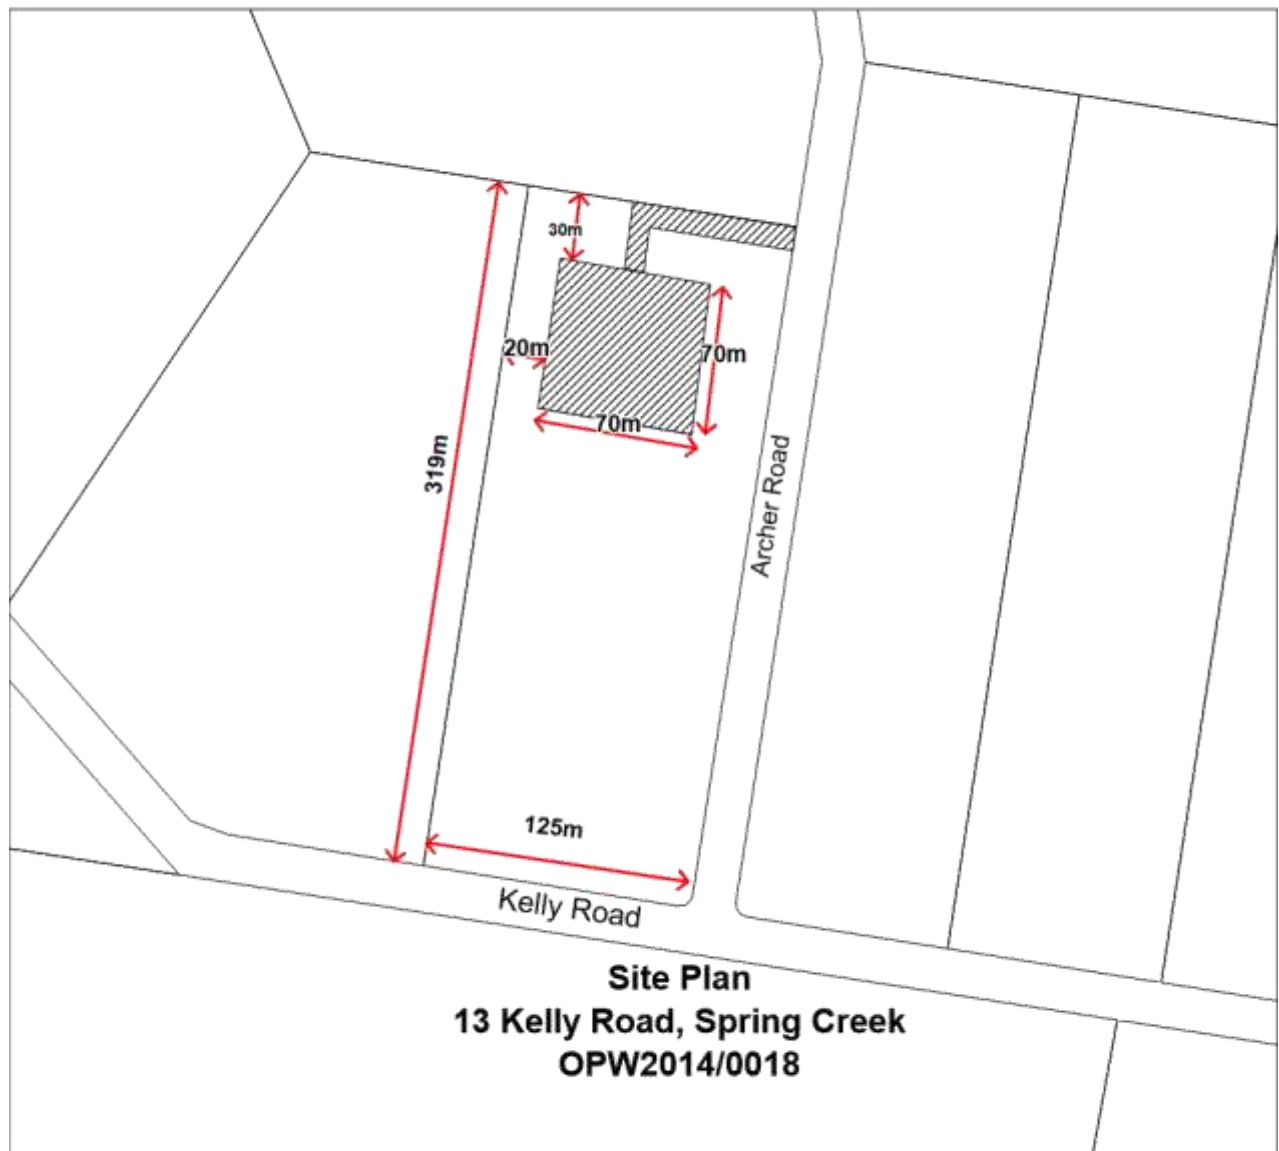 30m
20m
70m
70m
319m
Archer Road
125m
Kelly Road
Site Plan
13 Kelly Road, Spring Creek
OPW2014/0018